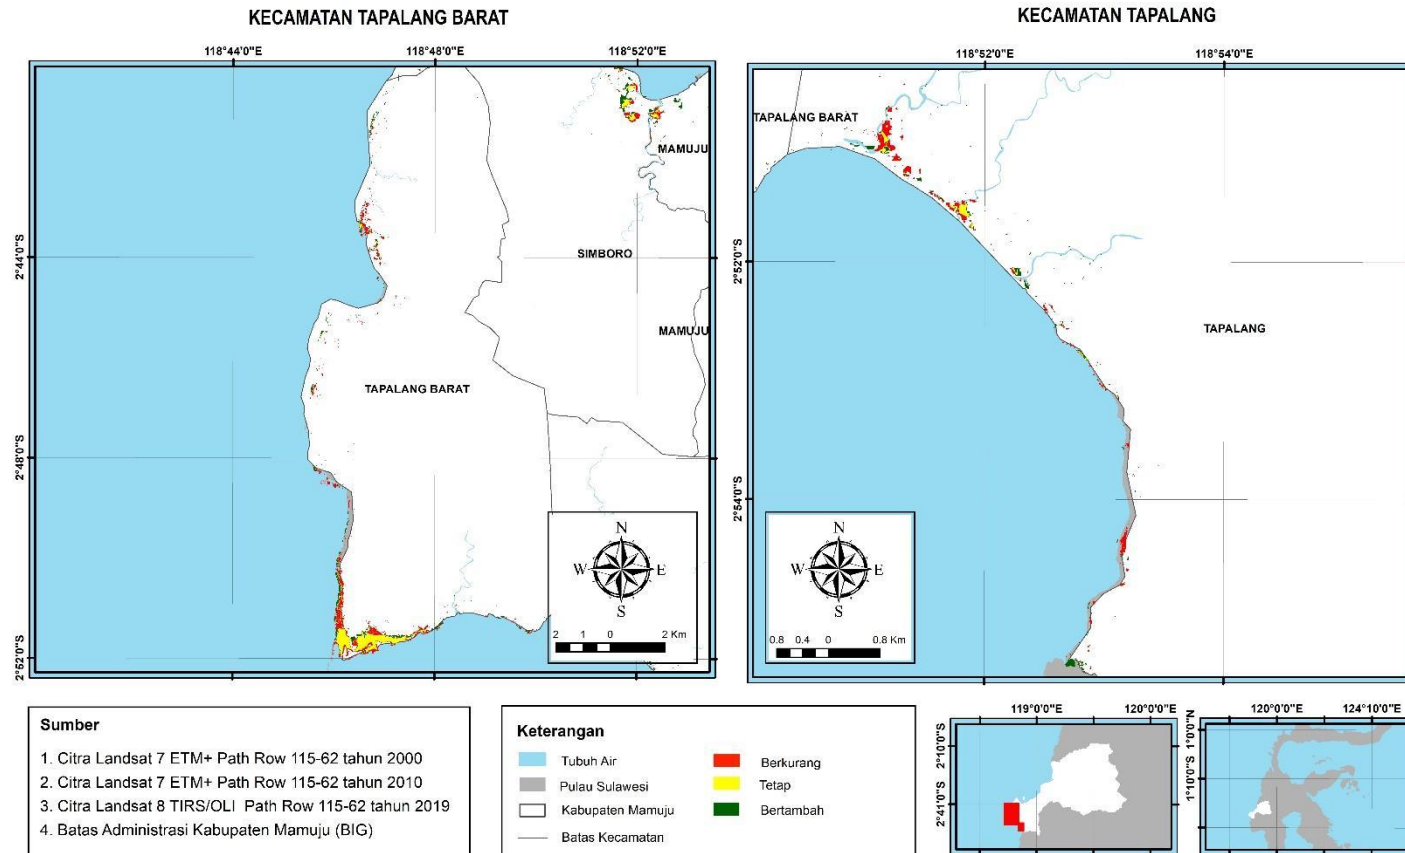 KECAMATAN TAPALANG BARAT
118°44'0"E 118°48'0"E 118°52'0"E
2°44'0"S
2°48'0"S
2°52'0"S
MAMUJU
SIMBORO
MAMUJU
TAPALANG BARAT
N
W E
S
2 1 0 2 Km
KECAMATAN TAPALANG
118°52'0"E 118°54'0"E
TAPALANG BARAT
2°52'0"S
TAPALANG
2°54'0"S
N
W E
S
0.8 0.4 0 0.8 Km
Sumber
1. Citra Landsat 7 ETM+ Path Row 115-62 tahun 2000
2. Citra Landsat 7 ETM+ Path Row 115-62 tahun 2010
3. Citra Landsat 8 TIRS/OLI Path Row 115-62 tahun 2019
4. Batas Administrasi Kabupaten Mamuju (BIG)
Keterangan
Tubuh Air
Pulau Sulawesi
Kabupaten Mamuju
Batas Kecamatan
Berkurang
Tetap
Bertambah
119°0'0"E 120°0'0"E
120°0'0"E 124°10'0"E
1°0'0"N
1°10'0"S